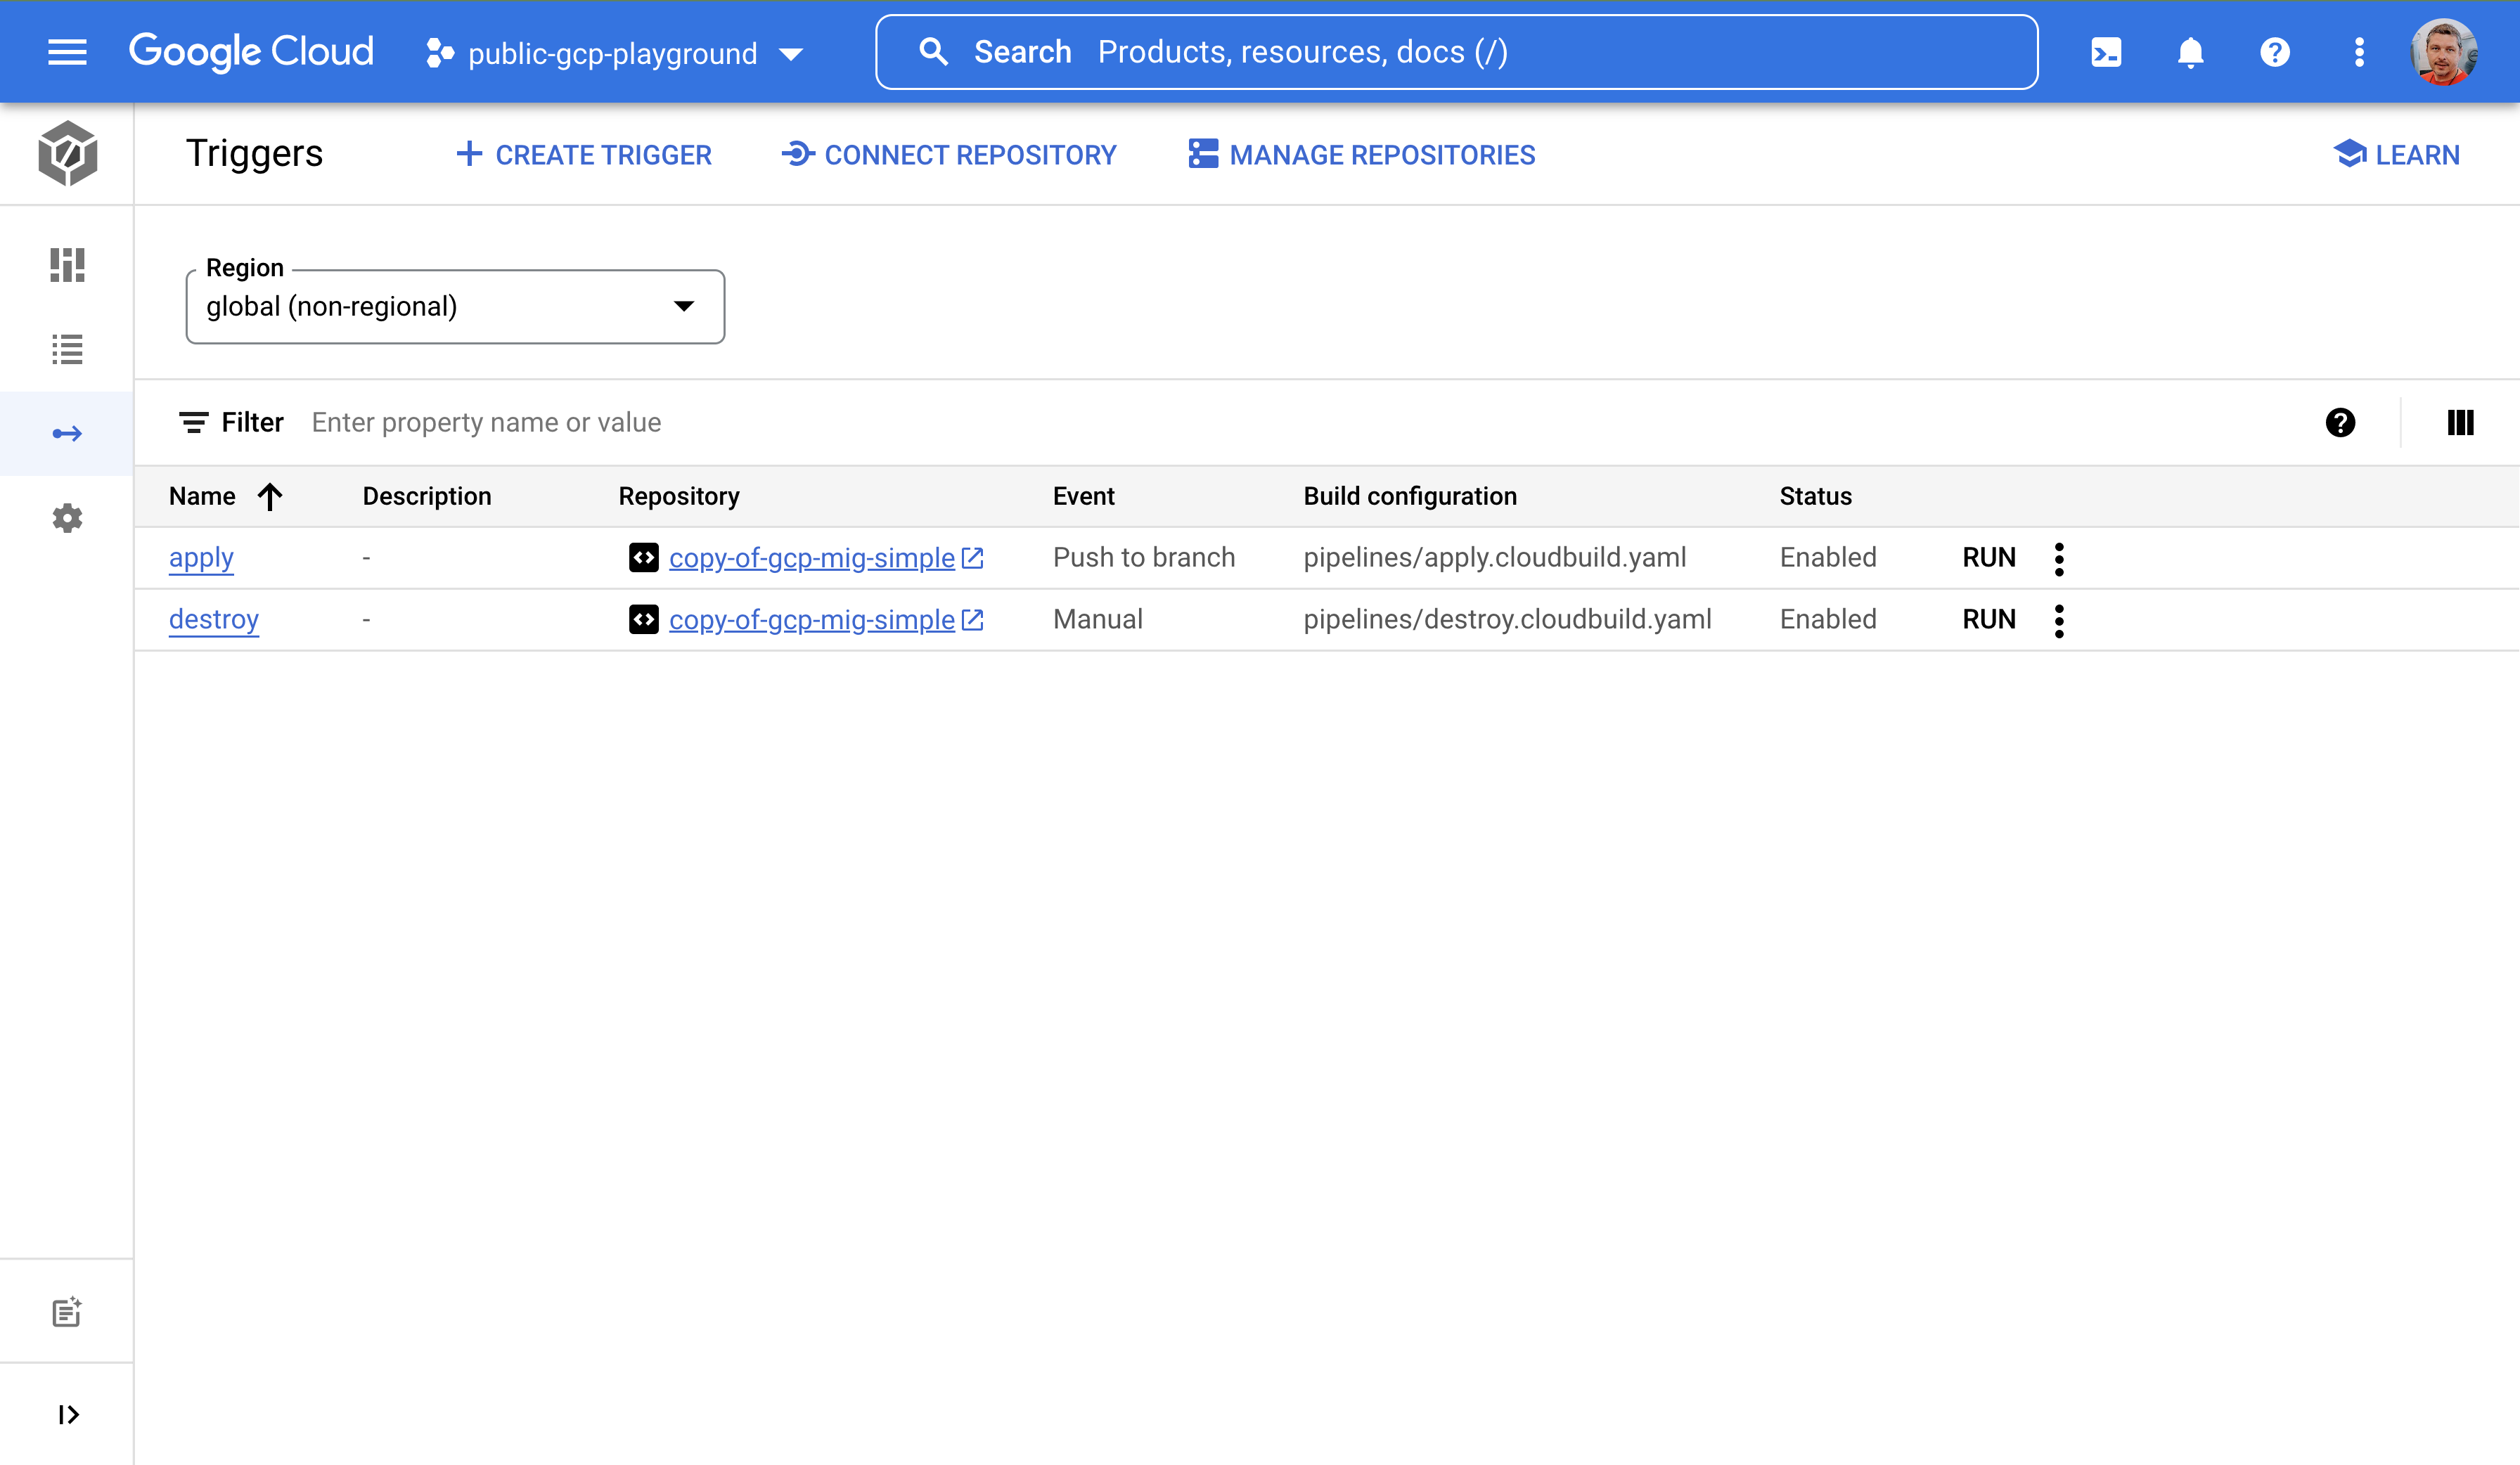 Google Cloud public-gcp-playground Search Products, resources, docs (/)
Triggers CREATE TRIGGER CONNECT REPOSITORY MANAGE REPOSITORIES LEARN
Region
global (non-regional)
Filter Enter property name or value
Name Description Repository Event Build configuration Status
apply - copy-of-gcp-mig-simple Push to branch pipelines/apply.cloudbuild.yaml Enabled RUN
destroy - copy-of-gcp-mig-simple Manual pipelines/destroy.cloudbuild.yaml Enabled RUN